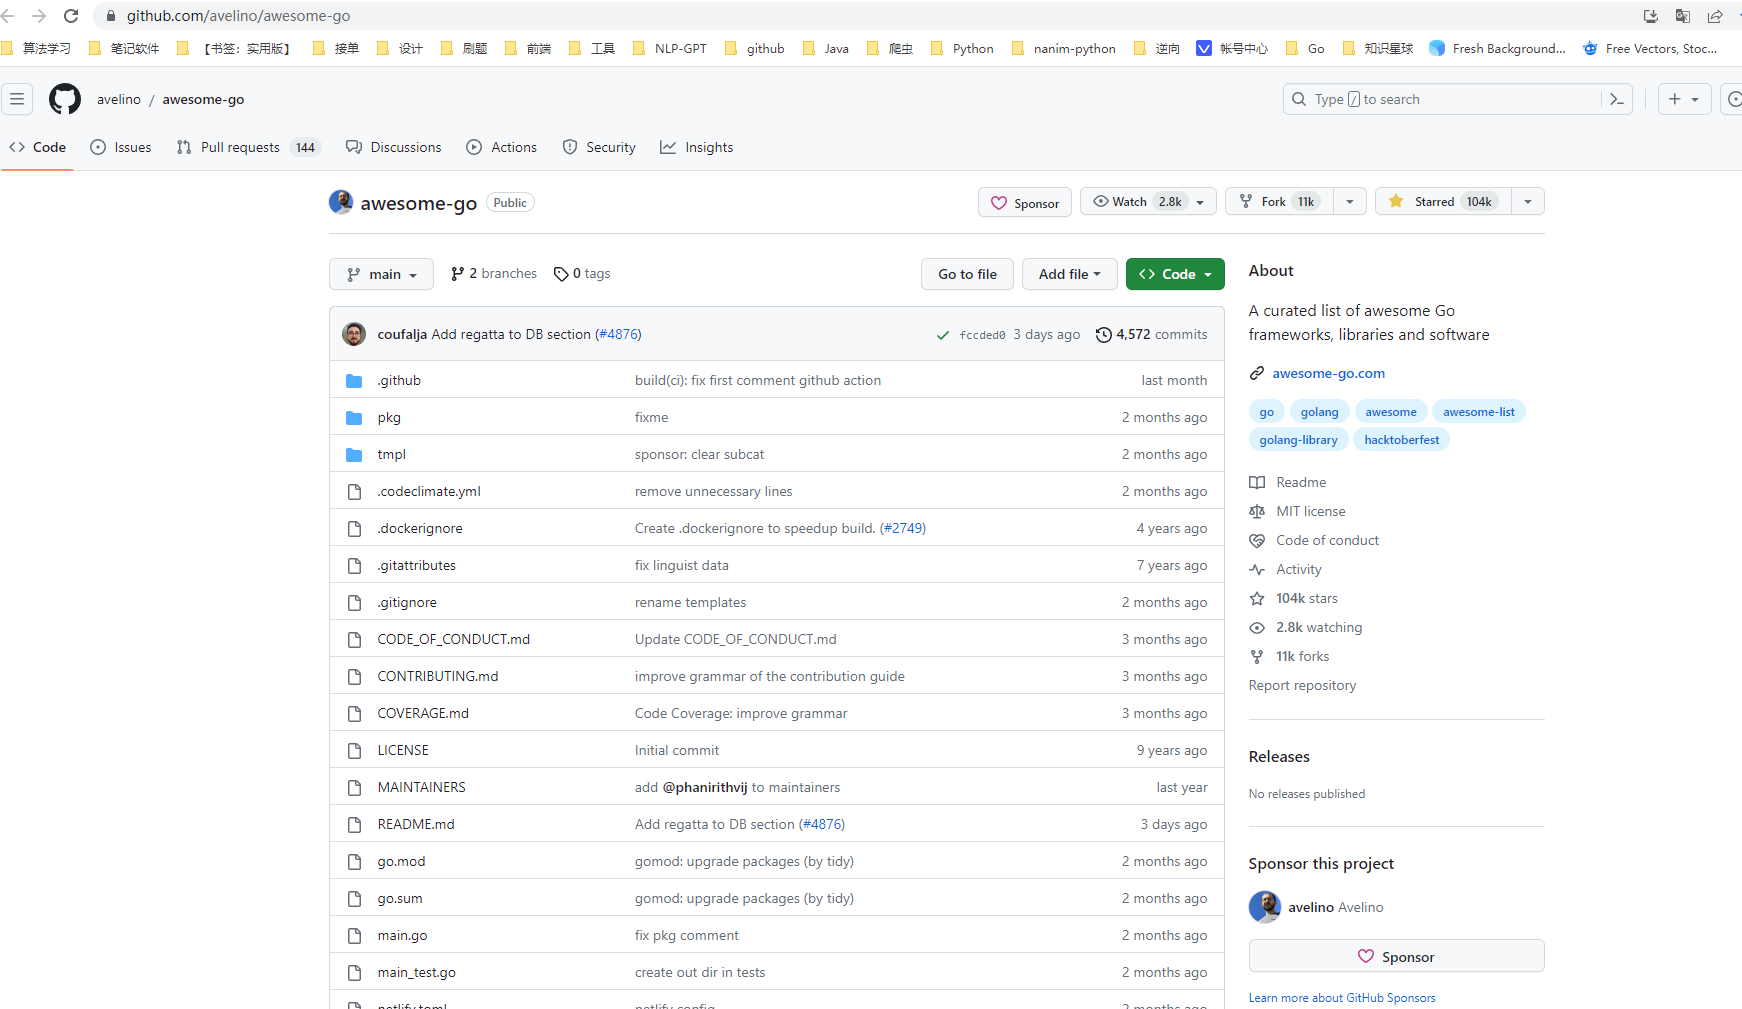 github.com/avelino/awesome-go
算法学习 笔记软件 【书签：实用版】 接单 设计 刷题 前端 工具 NLP-GPT github Java 爬虫 Python nanim-python 逆向 帐号中心 Go 知识星球 Fresh Background... Free Vectors, Stoc...
avelino / awesome-go Type / to search
Code Issues Pull requests 144 Discussions Actions Security Insights
awesome-go Public Sponsor Watch 2.8k Fork 11k Starred 104k
main 2 branches 0 tags Go to file Add file Code
coufalja Add regatta to DB section (#4876) fccded0 3 days ago 4,572 commits
.github build(ci): fix first comment github action last month
pkg fixme 2 months ago
tmpl sponsor: clear subcat 2 months ago
.codeclimate.yml remove unnecessary lines 2 months ago
.dockerignore Create .dockerignore to speedup build. (#2749) 4 years ago
.gitattributes fix linguist data 7 years ago
.gitignore rename templates 2 months ago
CODE_OF_CONDUCT.md Update CODE_OF_CONDUCT.md 3 months ago
CONTRIBUTING.md improve grammar of the contribution guide 3 months ago
COVERAGE.md Code Coverage: improve grammar 3 months ago
LICENSE Initial commit 9 years ago
MAINTAINERS add @phanirithvij to maintainers last year
README.md Add regatta to DB section (#4876) 3 days ago
go.mod gomod: upgrade packages (by tidy) 2 months ago
go.sum gomod: upgrade packages (by tidy) 2 months ago
main.go fix pkg comment 2 months ago
main_test.go create out dir in tests 2 months ago
netlify.toml netlify config 2 months ago
About
A curated list of awesome Go
frameworks, libraries and software
awesome-go.com
go golang awesome awesome-list
golang-library hacktoberfest
Readme
MIT license
Code of conduct
Activity
104k stars
2.8k watching
11k forks
Report repository
Releases
No releases published
Sponsor this project
avelino Avelino
Sponsor
Learn more about GitHub Sponsors